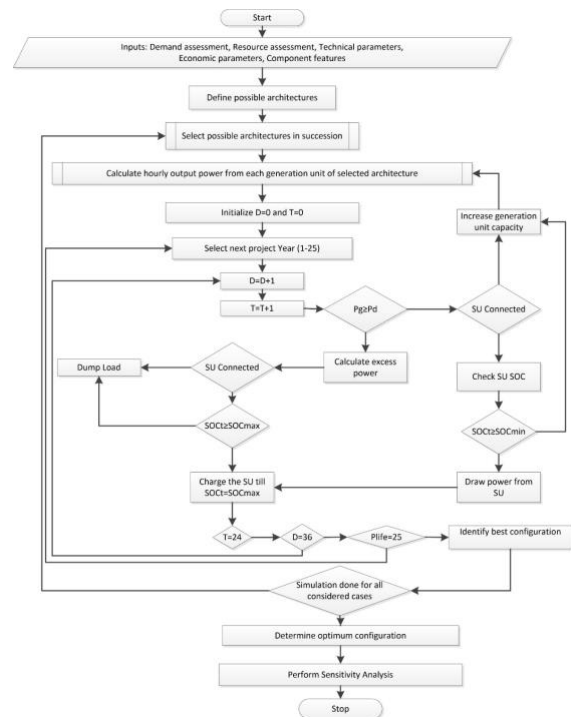 Start
Inputs: Demand assessment, Resource assessment, Technical parameters,
Economic parameters, Component features
Define possible architectures
Select possible architectures in succession
Calculate hourly output power from each generation unit of selected architecture
Initialize D=0 and T=0
Increase generation
unit capacity
Select next project Year (1-25)
D=D+1
T=T+1
Pg≥Pd
SU Connected
Calculate excess
power
Dump Load
SU Connected
Check SU SOC
SOCt≥SOCmax
SOCt≥SOCmin
Charge the SU till
SOCt=SOCmax
Draw power from
SU
T=24
D=36
Plife=25
Identify best configuration
Simulation done for all
considered cases
Determine optimum configuration
Perform Sensitivity Analysis
Stop